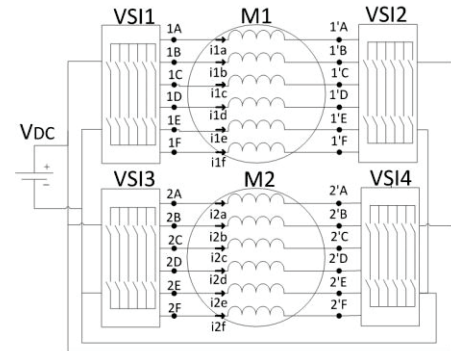 VSI1 M1 VSI2
1A 1'A
i1a
1B 1'B
i1b
1C 1'C
i1c
1D 1'D
i1d
1E 1'E
i1e
1F 1'F
i1f
VDC
+
-
VSI3 M2 VSI4
2A 2'A
i2a
2B 2'B
i2b
2C 2'C
i2c
2D 2'D
i2d
2E 2'E
i2e
2F 2'F
i2f